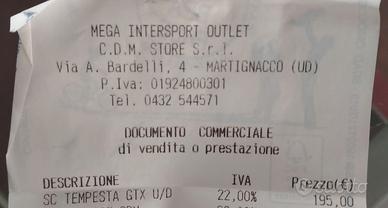 MEGA INTERSPORT OUTLET
C.D.M. STORE S.r.l.
Via A. Bardelli, 4 - MARTIGNACCO (UD)
P.Iva: 01924800301
Tel. 0432 544571
DOCUMENTO COMMERCIALE
di vendita o prestazione
DESCRIZIONE IVA Prezzo(€)
SC TEMPESTA GTX U/D 22,00% 195,00